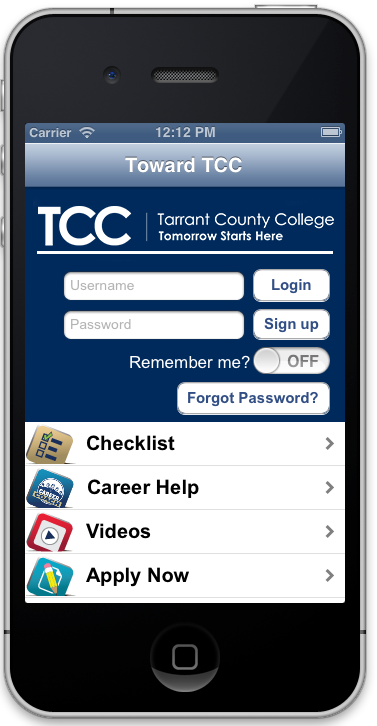 Carrier 12:12 PM
Toward TCC
TCC Tarrant County College
Tomorrow Starts Here
Username Login
Password Sign up
Remember me? OFF
Forgot Password?
Checklist
CAREER
Career Help
Videos
Apply Now